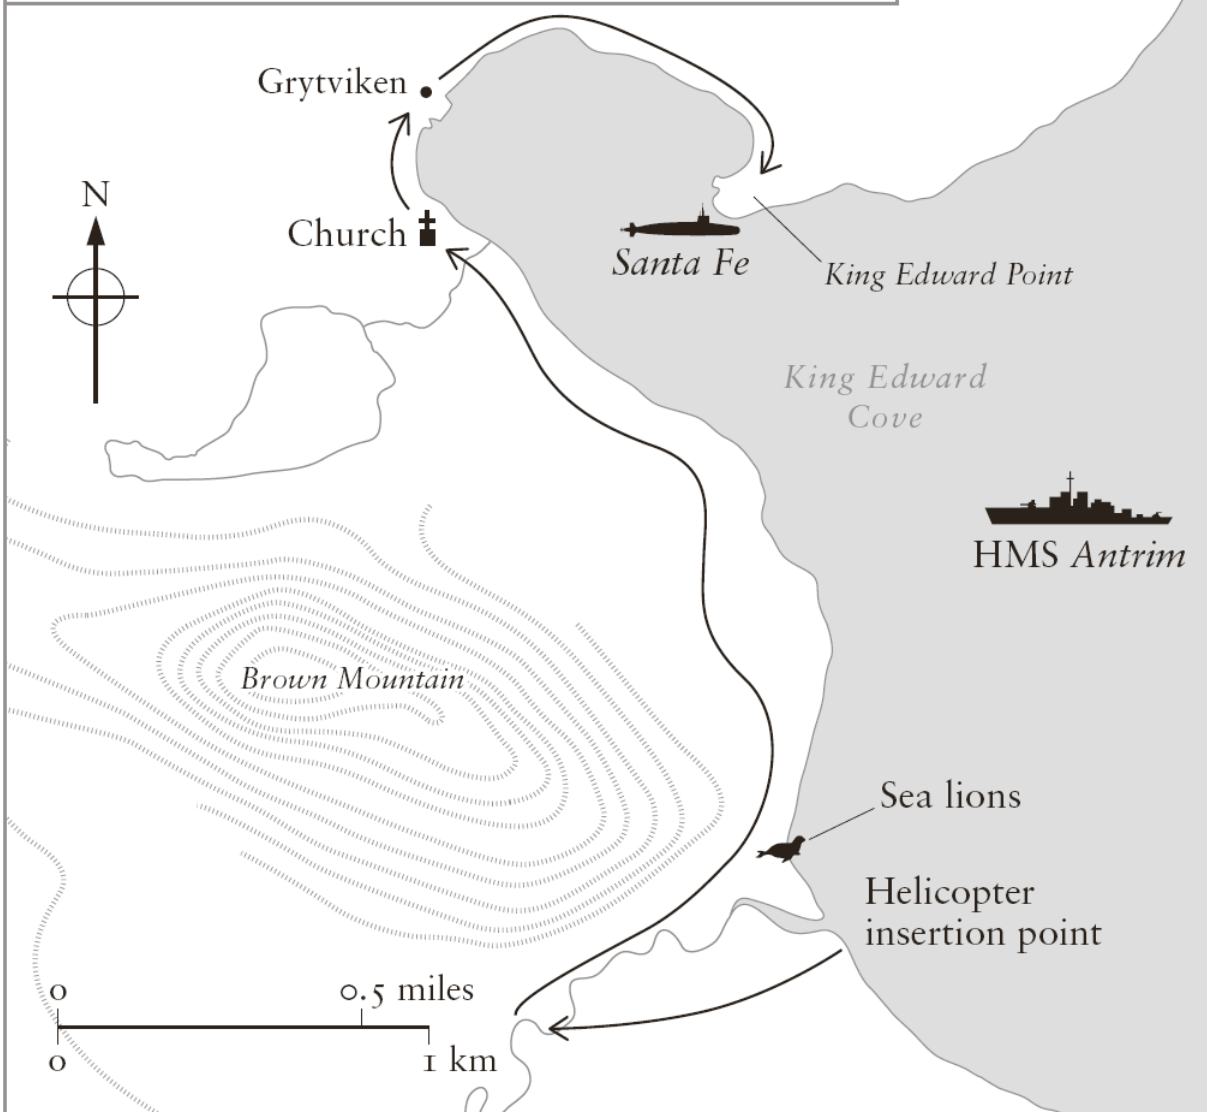 Grytviken
N
Church
Santa Fe
King Edward Point
King Edward
Cove
HMS Antrim
Brown Mountain
Sea lions
Helicopter
insertion point
0 0.5 miles
0 1 km